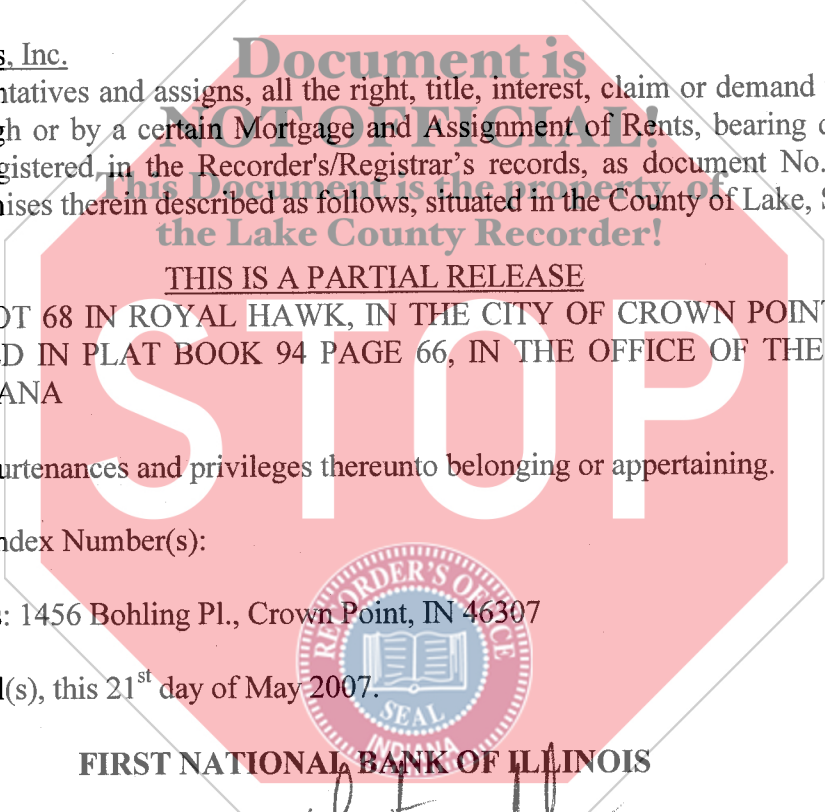 s, Inc.
Document is
ntatives and assigns, all the right, title, interest, claim or demand
NOT OFFICIAL!
gh or by a certain Mortgage and Assignment of Rents, bearing
gistered in the Recorder's/Registrar's records, as document No.
This Document is the property of
nises therein described as follows, situated in the County of Lake, S
the Lake County Recorder!
THIS IS A PARTIAL RELEASE
OT 68 IN ROYAL HAWK, IN THE CITY OF CROWN POINT
D IN PLAT BOOK 94 PAGE 66, IN THE OFFICE OF THE
ANA
STOP
urtenances and privileges thereunto belonging or appertaining.
ndex Number(s):
RECORDER'S OFFICE
s: 1456 Bohling Pl., Crown Point, IN 46307
l(s), this 21st day of May 2007.
SEAL
INDIANA
FIRST NATIONAL BANK OF ILLINOIS